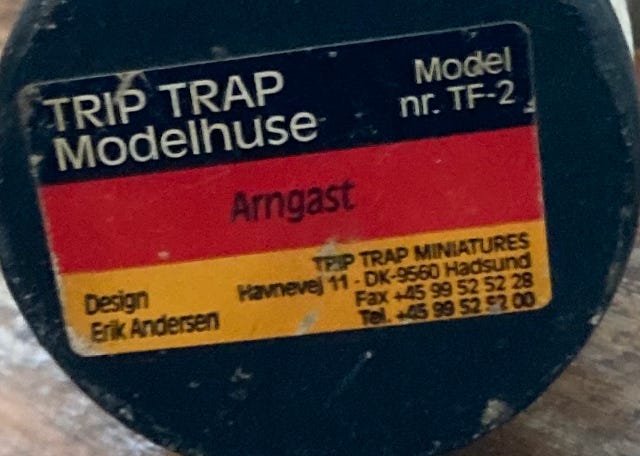 TRIP TRAP
Modelhuse
Model
nr. TF-2
Arngast
Design
Erik Andersen
TRIP TRAP MINIATURES
Havnevej 11 - DK-9560 Hadsund
Fax +45 99 52 52 28
Tel. +45 99 52 52 00